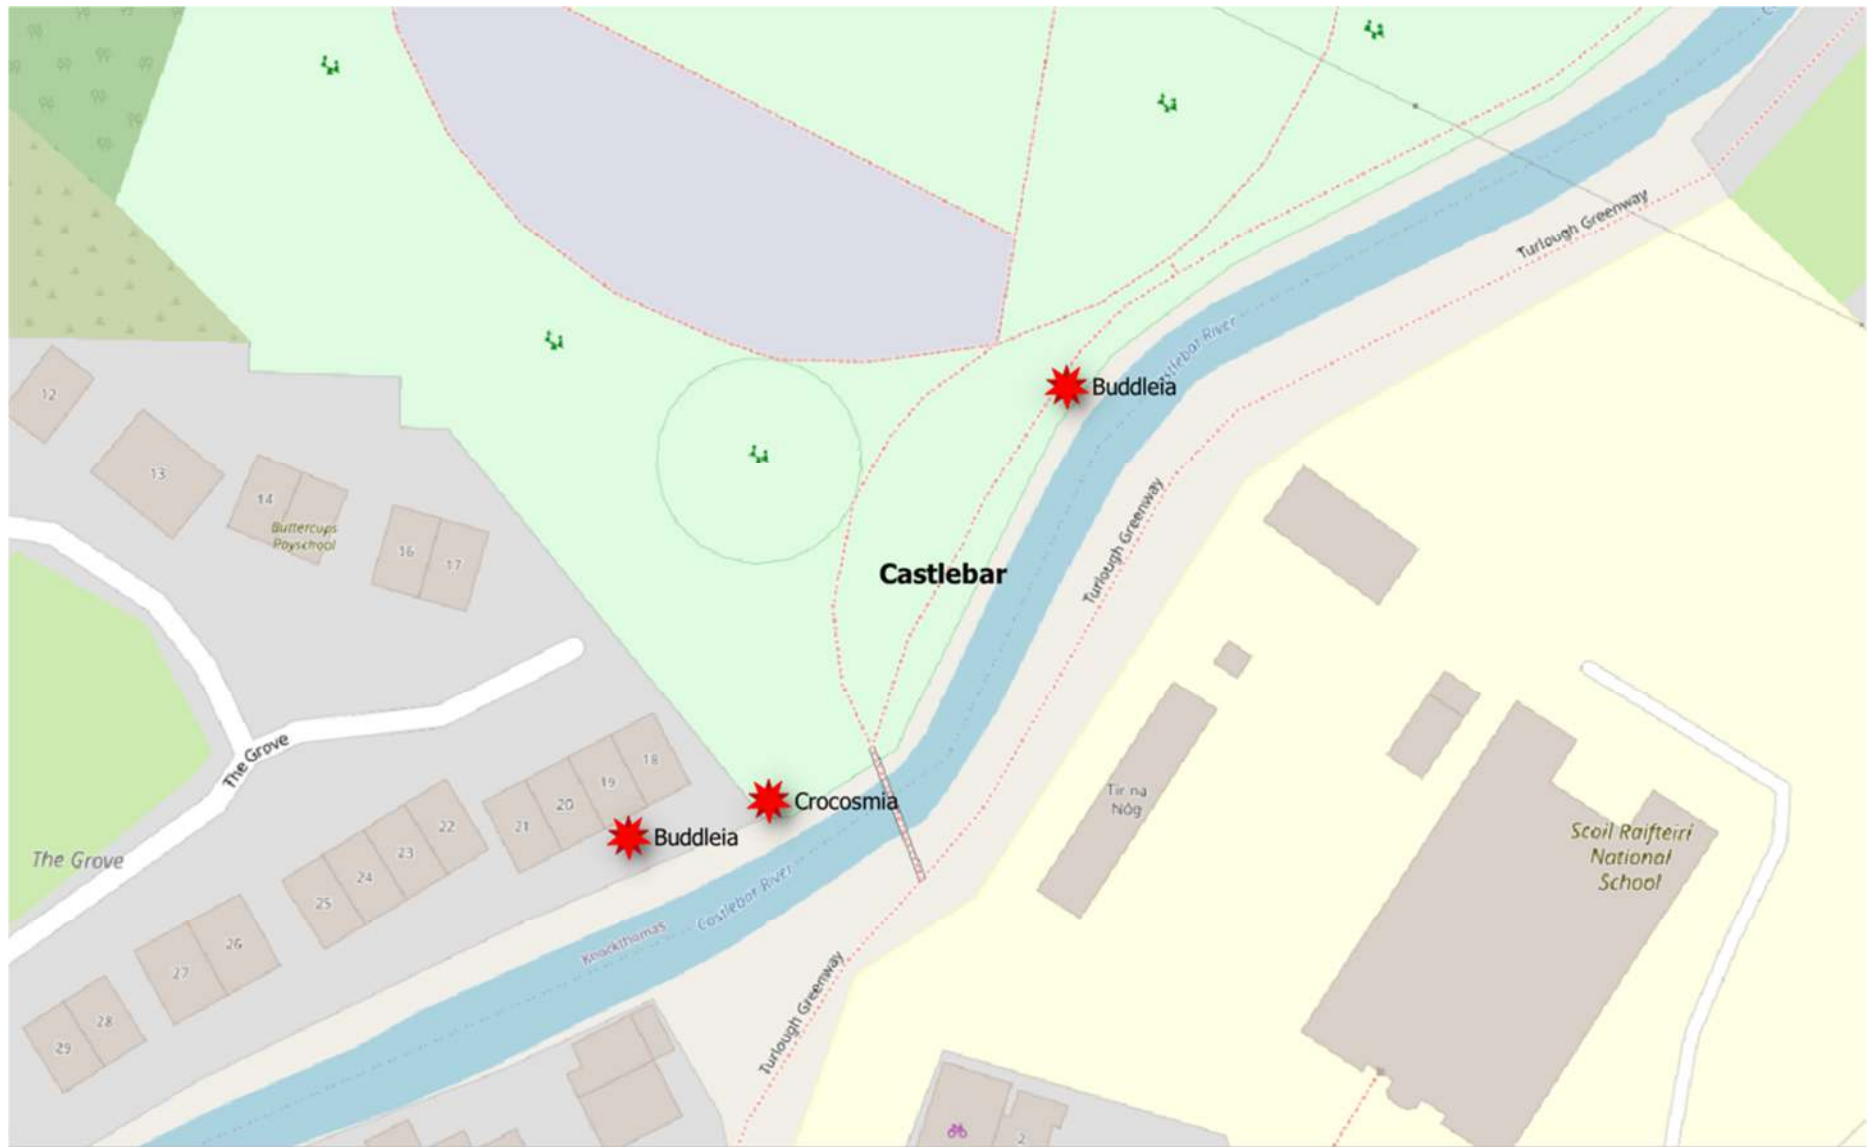 Turlough Greenway
Castlebar River
Buddleia
12
13
14
Buttercups
Payschool
16
17
Turlough Greenway
Castlebar
The Grove
18
19
20
21
22
23
24
25
26
27
28
29
Crocosmia
Buddleia
The Grove
Tír na
Nóg
Scoil Raifteirí
National
School
Knockthomas
Castlebar River
Turlough Greenway
2